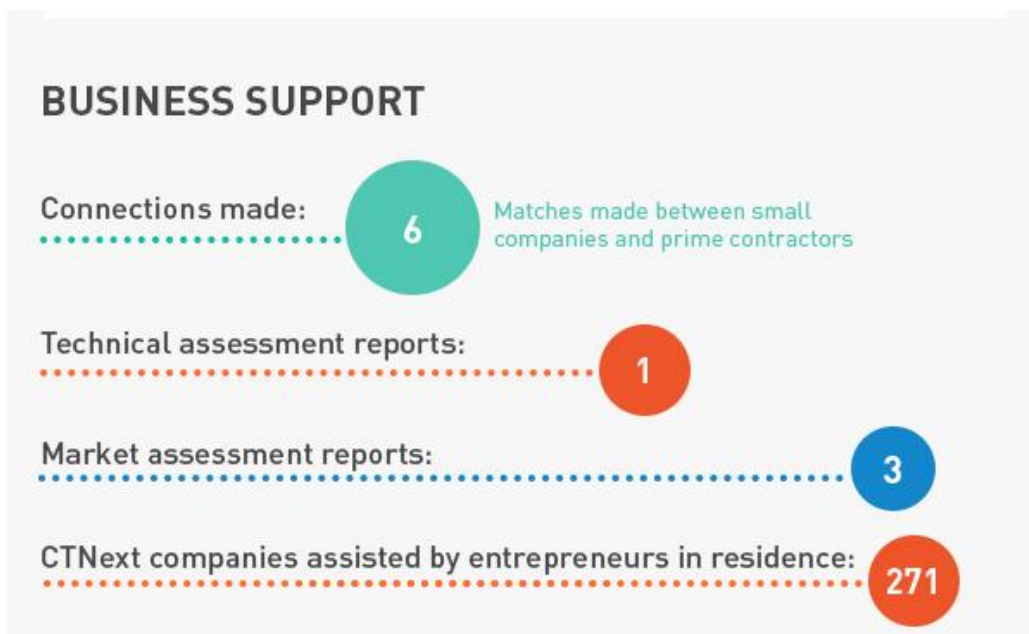 BUSINESS SUPPORT
Connections made:
6
Matches made between small
companies and prime contractors
Technical assessment reports:
1
Market assessment reports:
3
CTNext companies assisted by entrepreneurs in residence:
271